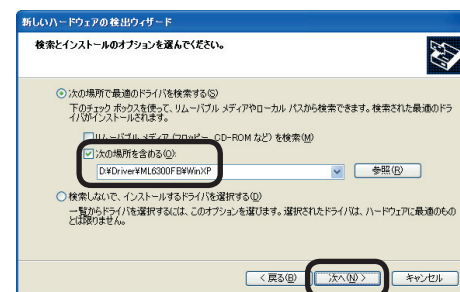 新しいハードウェアの検出ウィザード
検索とインストールのオプションを選んでください。
次の場所で最適のドライバを検索する(S)
下のチェック ボックスを使って、リムーバブル メディアやローカル パスから検索できます。検索された最適のドラ
イバがインストールされます。
リムーバブル メディア (フロッピー、CD-ROM など) を検索(M)
次の場所を含める(O):
D:¥Driver¥ML6300FB¥WinXP
参照(R)
検索しないで、インストールするドライバを選択する(D)
一覧からドライバを選択するには、このオプションを選びます。選択されたドライバは、ハードウェアに最適のもの
とは限りません。
< 戻る(B)
次へ(N) >
キャンセル